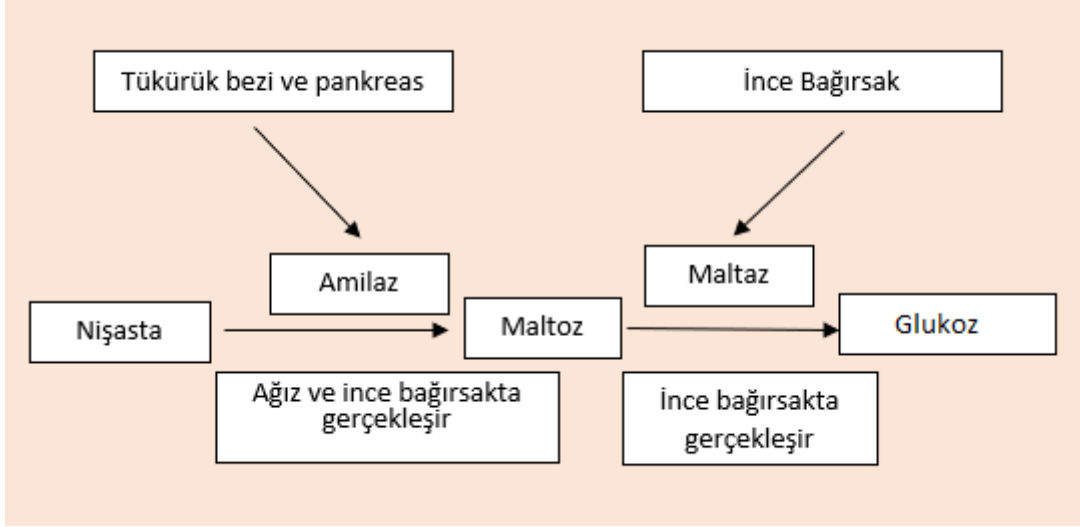 Tükürük bezi ve pankreas
İnce Bağırsak
Amilaz
Maltaz
Nişasta
Maltoz
Glukoz
Ağız ve ince bağırsakta
gerçekleşir
İnce bağırsakta
gerçekleşir